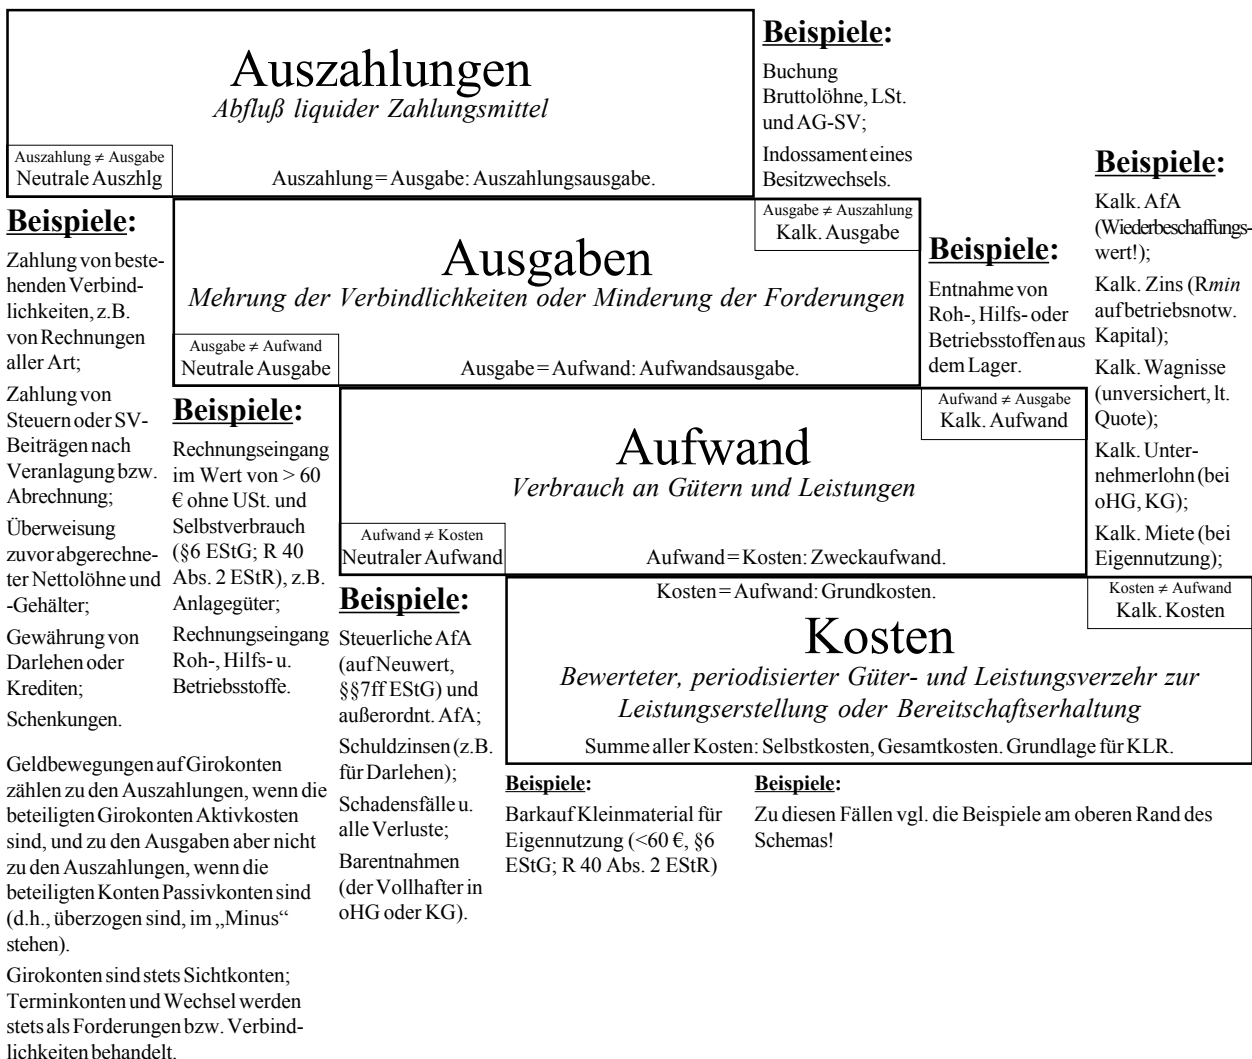 Auszahlungen
Abfluß liquider Zahlungsmittel
Auszahlung ≠ Ausgabe
Neutrale Auszhlg
Auszahlung = Ausgabe: Auszahlungsausgabe.
Beispiele:
Buchung
Bruttolöhne, LSt.
und AG-SV;
Indossament eines
Besitzwechsels.
Beispiele:
Kalk. AfA
(Wiederbeschaffungs-
wert!);
Kalk. Zins (Rmin
auf betriebsnotw.
Kapital);
Kalk. Wagnisse
(unversichert, lt.
Quote);
Kalk. Unter-
nehmerlohn (bei
oHG, KG);
Kalk. Miete (bei
Eigennutzung);
Beispiele:
Zahlung von beste-
henden Verbind-
lichkeiten, z.B.
von Rechnungen
aller Art;
Zahlung von
Steuern oder SV-
Beiträgen nach
Veranlagung bzw.
Abrechnung;
Überweisung
zuvor abgerechne-
ter Nettolöhne und
-Gehälter;
Gewährung von
Darlehen oder
Krediten;
Schenkungen.
Ausgabe ≠ Auszahlung
Kalk. Ausgabe
Ausgaben
Mehrung der Verbindlichkeiten oder Minderung der Forderungen
Ausgabe ≠ Aufwand
Neutrale Ausgabe
Ausgabe = Aufwand: Aufwandsausgabe.
Beispiele:
Entnahme von
Roh-, Hilfs- oder
Betriebsstoffen aus
dem Lager.
Beispiele:
Rechnungseingang
im Wert von > 60
€ ohne USt. und
Selbstverbrauch
(§6 EStG; R 40
Abs. 2 EStR), z.B.
Anlagegüter;
Rechnungseingang
Roh-, Hilfs- u.
Betriebsstoffe.
Aufwand ≠ Ausgabe
Kalk. Aufwand
Aufwand
Verbrauch an Gütern und Leistungen
Aufwand ≠ Kosten
Neutraler Aufwand
Aufwand = Kosten: Zweckaufwand.
Beispiele:
Steuerliche AfA
(auf Neuwert,
§§7ff EStG) und
außerordnt. AfA;
Schuldzinsen (z.B.
für Darlehen);
Schadensfälle u.
alle Verluste;
Barentnahmen
(der Vollhafter in
oHG oder KG).
Kosten = Aufwand: Grundkosten.
Kosten ≠ Aufwand
Kalk. Kosten
Kosten
Bewerteter, periodisierter Güter- und Leistungsverzehr zur
Leistungserstellung oder Bereitschaftserhaltung
Summe aller Kosten: Selbstkosten, Gesamtkosten. Grundlage für KLR.
Beispiele:
Barkauf Kleinmaterial für
Eigennutzung (<60 €, §6
EStG; R 40 Abs. 2 EStR)
Beispiele:
Zu diesen Fällen vgl. die Beispiele am oberen Rand des
Schemas!
Geldbewegungen auf Girokonten
zählen zu den Auszahlungen, wenn die
beteiligten Girokonten Aktivkosten
sind, und zu den Ausgaben aber nicht
zu den Auszahlungen, wenn die
beteiligten Konten Passivkonten sind
(d.h., überzogen sind, im „Minus“
stehen).
Girokonten sind stets Sichtkonten;
Terminkonten und Wechsel werden
stets als Forderungen bzw. Verbind-
lichkeiten behandelt.